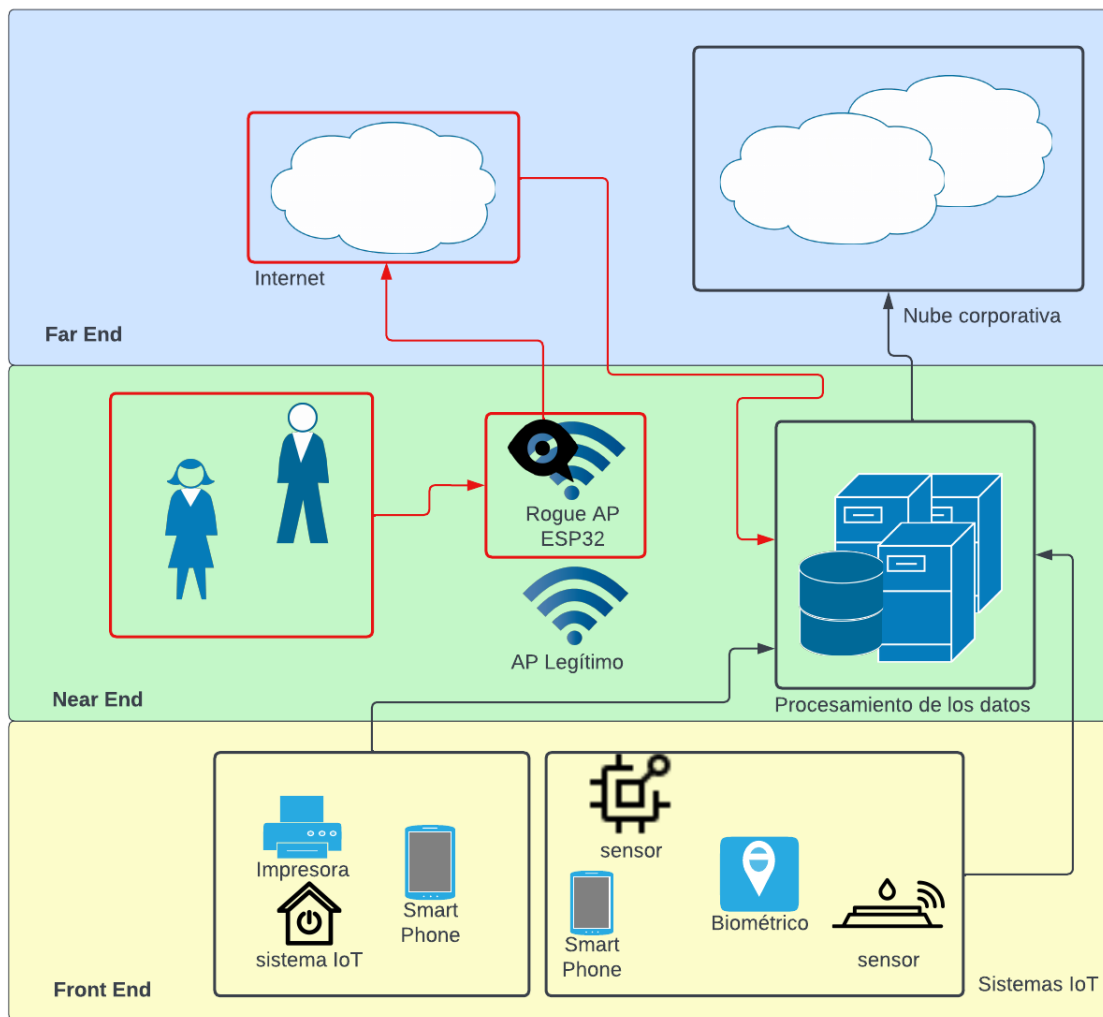 Internet
Nube corporativa
Far End
Rogue AP
ESP32
AP Legítimo
Near End
Procesamiento de los datos
Impresora
Smart
Phone
sistema IoT
sensor
Smart
Phone
Biométrico
sensor
Front End
Sistemas IoT